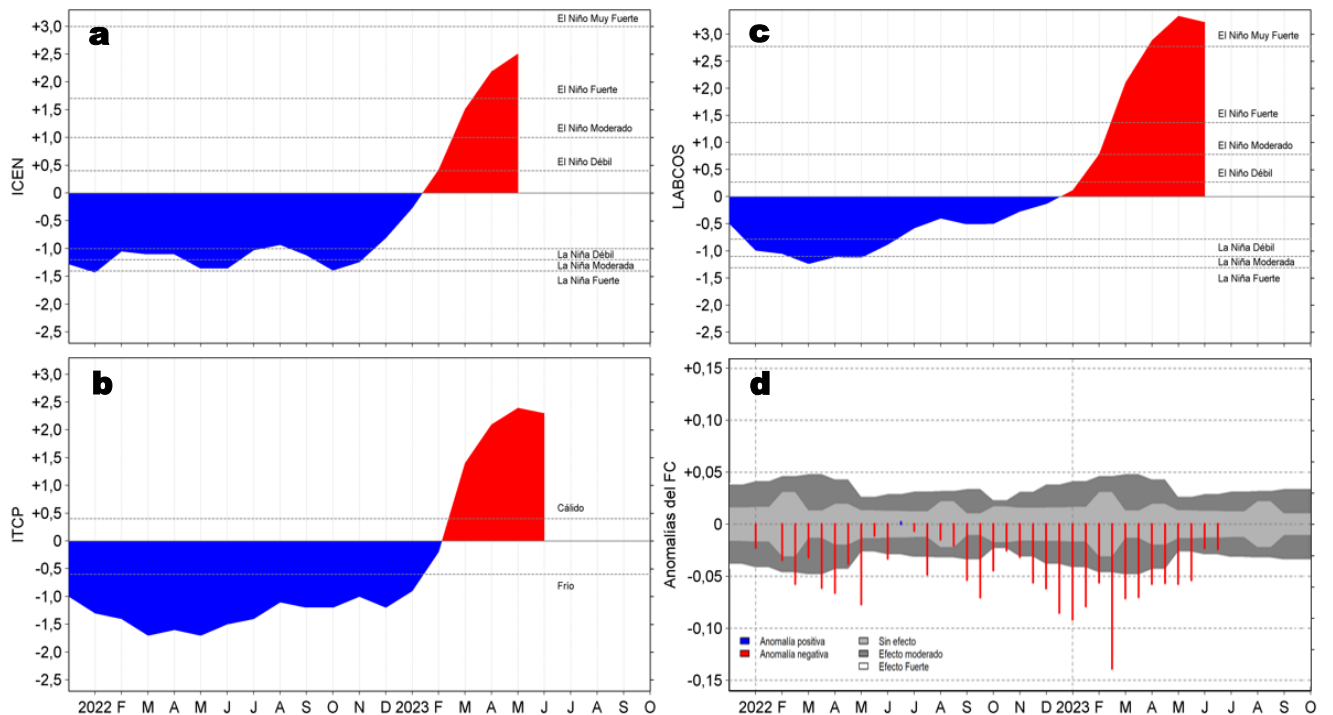 a
ICEN
+3,0
+2,5
+2,0
+1,5
+1,0
+0,5
0
-0,5
-1,0
-1,5
-2,0
-2,5
El Niño Muy Fuerte
El Niño Fuerte
El Niño Moderado
El Niño Débil
La Niña Débil
La Niña Moderada
La Niña Fuerte
c
LABCOS
+3,0
+2,5
+2,0
+1,5
+1,0
+0,5
0
-0,5
-1,0
-1,5
-2,0
-2,5
El Niño Muy Fuerte
El Niño Fuerte
El Niño Moderado
El Niño Débil
La Niña Débil
La Niña Moderada
La Niña Fuerte
b
ITCP
+3,0
+2,5
+2,0
+1,5
+1,0
+0,5
0
-0,5
-1,0
-1,5
-2,0
-2,5
Cálido
Frío
2022 F M A M J J A S O N D 2023 F M A M J J A S O
d
Anomalías del FC
+0,15
+0,10
+0,05
0
-0,05
-0,10
-0,15
Anomalía positiva
Anomalía negativa
Sin efecto
Efecto moderado
Efecto Fuerte
2022 F M A M J J A S O N D 2023 F M A M J J A S O